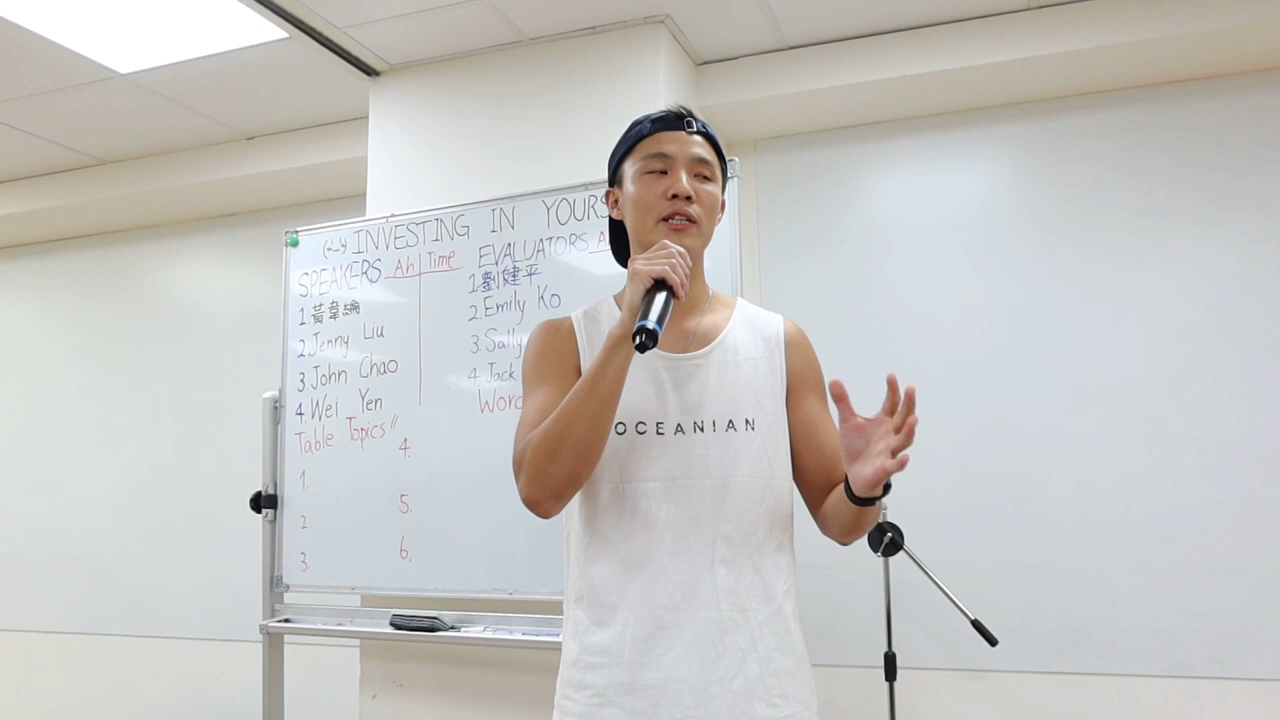 INVESTING IN YOURS
SPEAKERS Ah Time
1. 黃韋綸
2. Jenny Liu
3. John Chao
4. Wei Yen
Table Topics"
1.
2.
3.
4.
5.
6.
EVALUATORS A
1. 劉健平
2. Emily Ko
3. Sally
4. Jack
Word
OCEANIAN